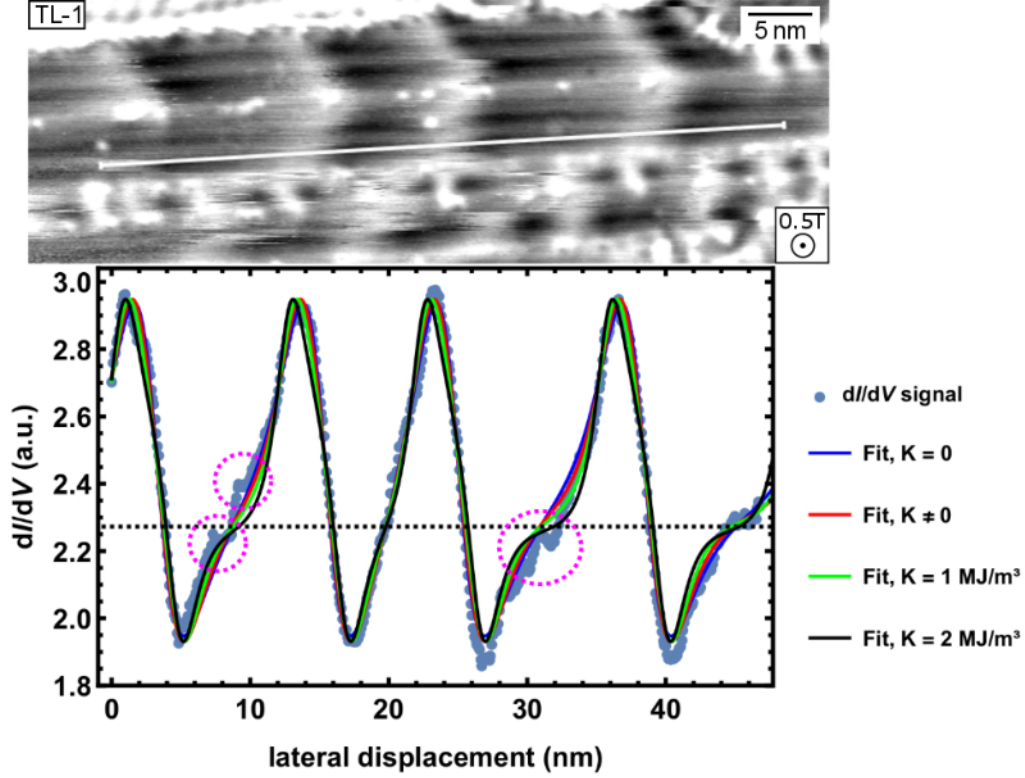 TL-1
5 nm
0.5T
3.0
2.8
2.6
2.4
2.2
2.0
1.8
dI/dV (a.u.)
0 10 20 30 40
lateral displacement (nm)
dI/dV signal
Fit, K = 0
Fit, K ≠ 0
Fit, K = 1 MJ/m³
Fit, K = 2 MJ/m³